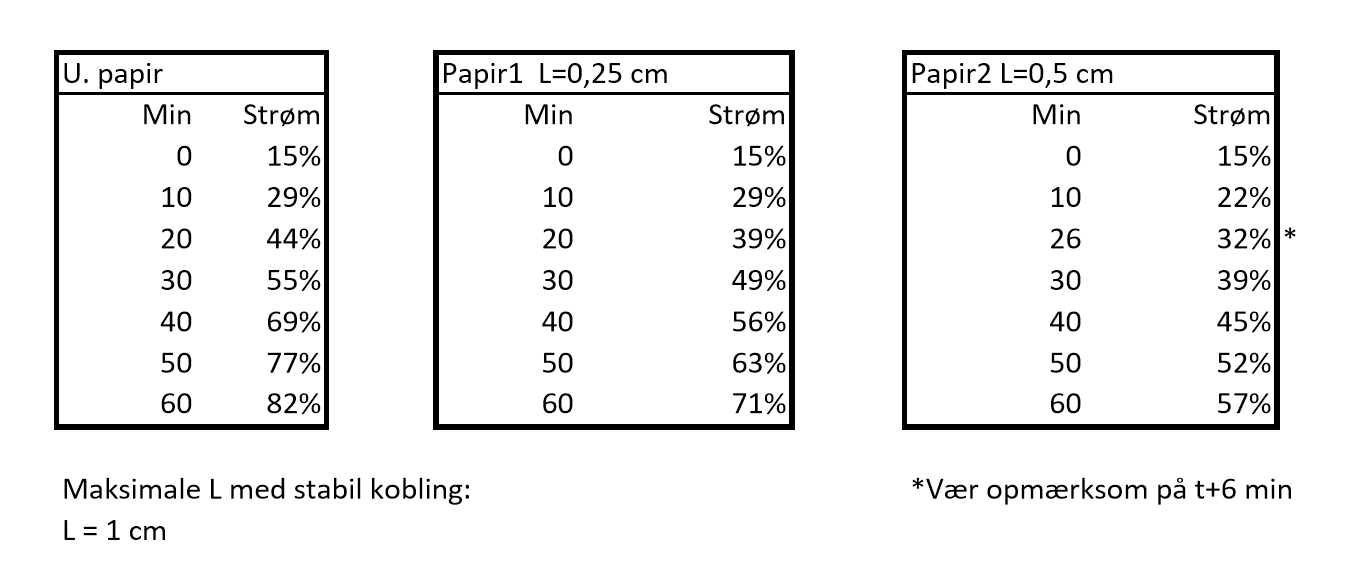 U. papir
Min Strøm
0 15%
10 29%
20 44%
30 55%
40 69%
50 77%
60 82%
Papir1 L=0,25 cm
Min Strøm
0 15%
10 29%
20 39%
30 49%
40 56%
50 63%
60 71%
Papir2 L=0,5 cm
Min Strøm
0 15%
10 22%
26 32% *
30 39%
40 45%
50 52%
60 57%
Maksimale L med stabil kobling:
L = 1 cm
*Vær opmærksom på t+6 min